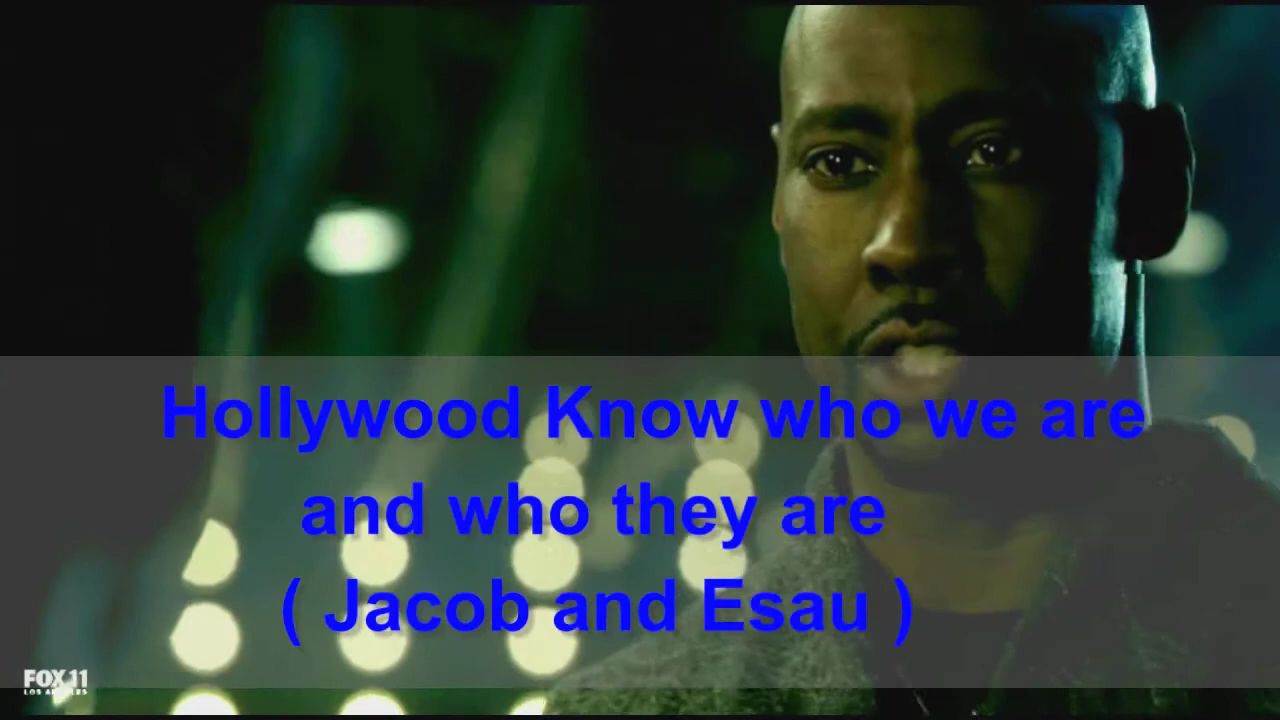 Hollywood Know who we are
and who they are
( Jacob and Esau )
FOX 11
LOS ANGELES